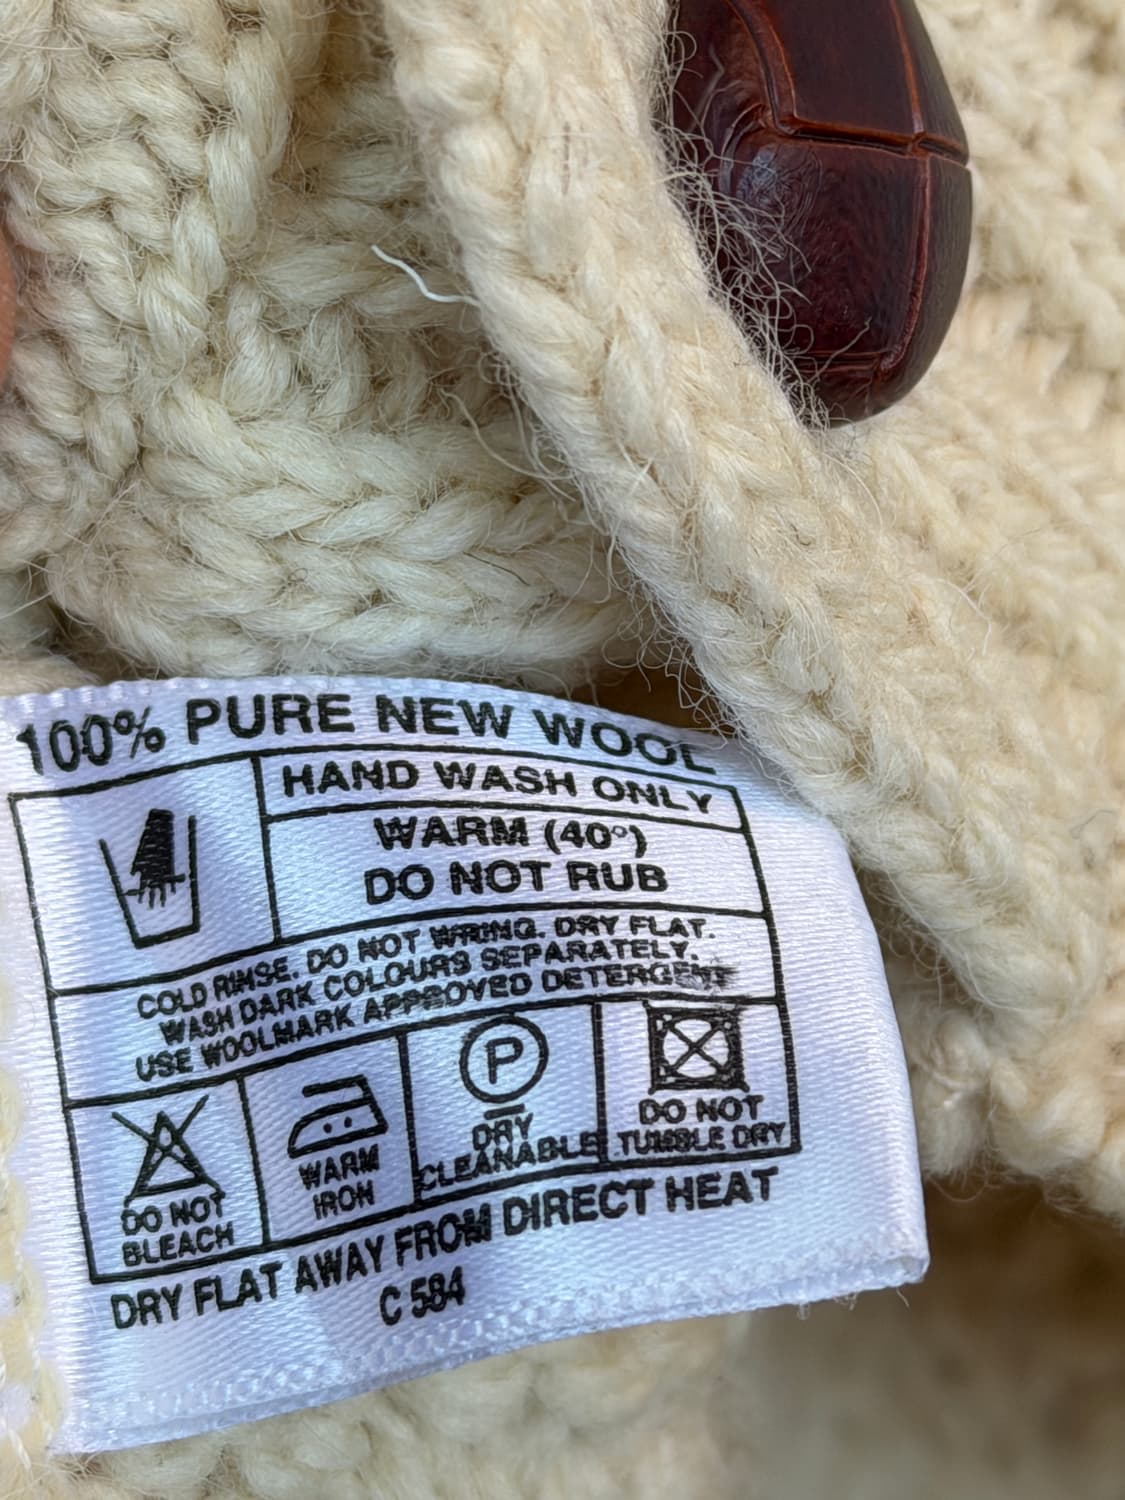 100% PURE NEW WOOL
HAND WASH ONLY
WARM (40°)
DO NOT RUB
COLD RINSE. DO NOT WRING. DRY FLAT.
WASH DARK COLOURS SEPARATELY.
USE WOOLMARK APPROVED DETERGENT
DO NOT
BLEACH
WARM
IRON
P
DRY
CLEANABLE
DO NOT
TUMBLE DRY
DRY FLAT AWAY FROM DIRECT HEAT
C 584